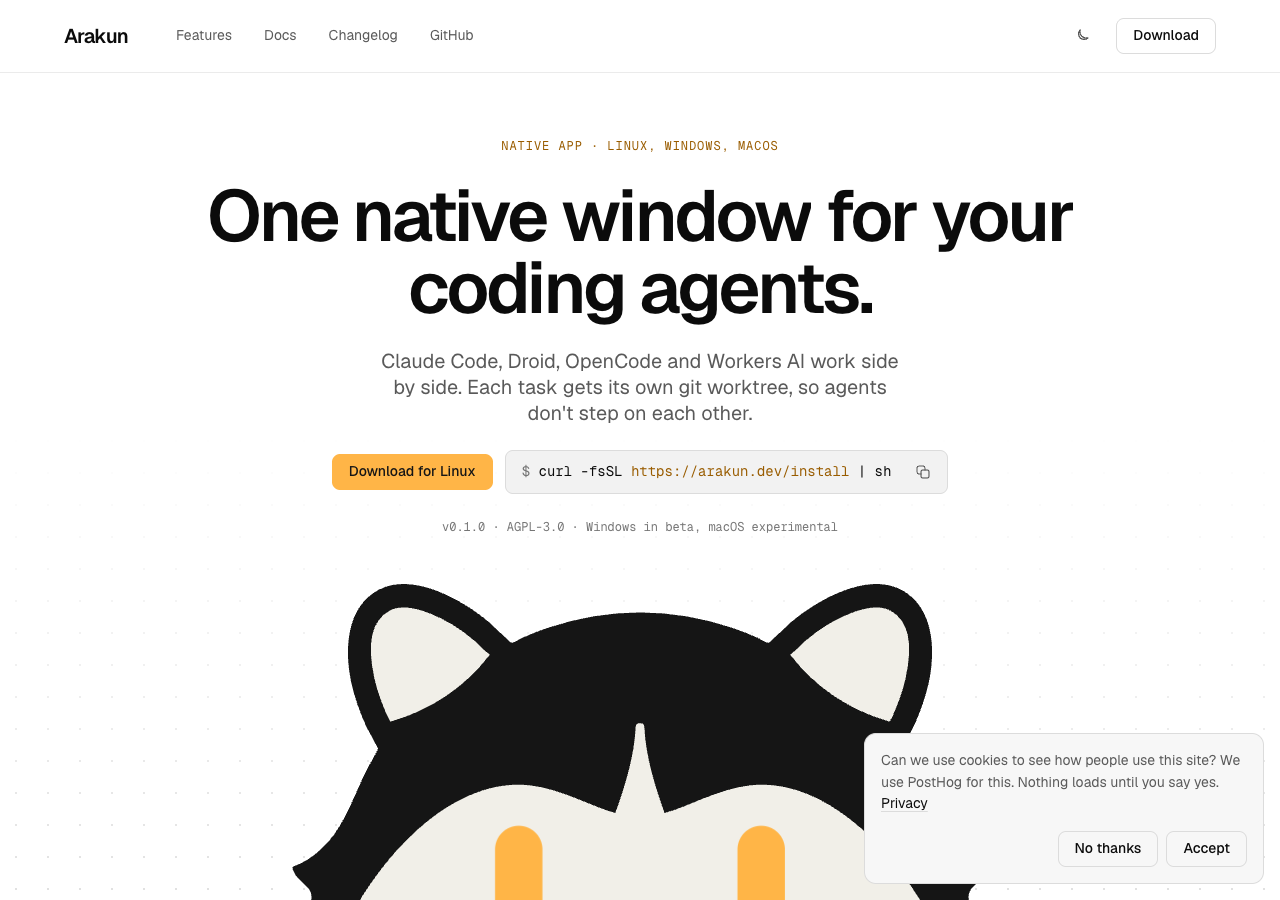 Arakun
Features
Docs
Changelog
GitHub
Download
NATIVE APP · LINUX, WINDOWS, MACOS
One native window for your
coding agents.
Claude Code, Droid, OpenCode and Workers AI work side
by side. Each task gets its own git worktree, so agents
don't step on each other.
Download for Linux
$ curl -fsSL https://arakun.dev/install | sh
v0.1.0 · AGPL-3.0 · Windows in beta, macOS experimental
Can we use cookies to see how people use this site? We
use PostHog for this. Nothing loads until you say yes.
Privacy
No thanks
Accept